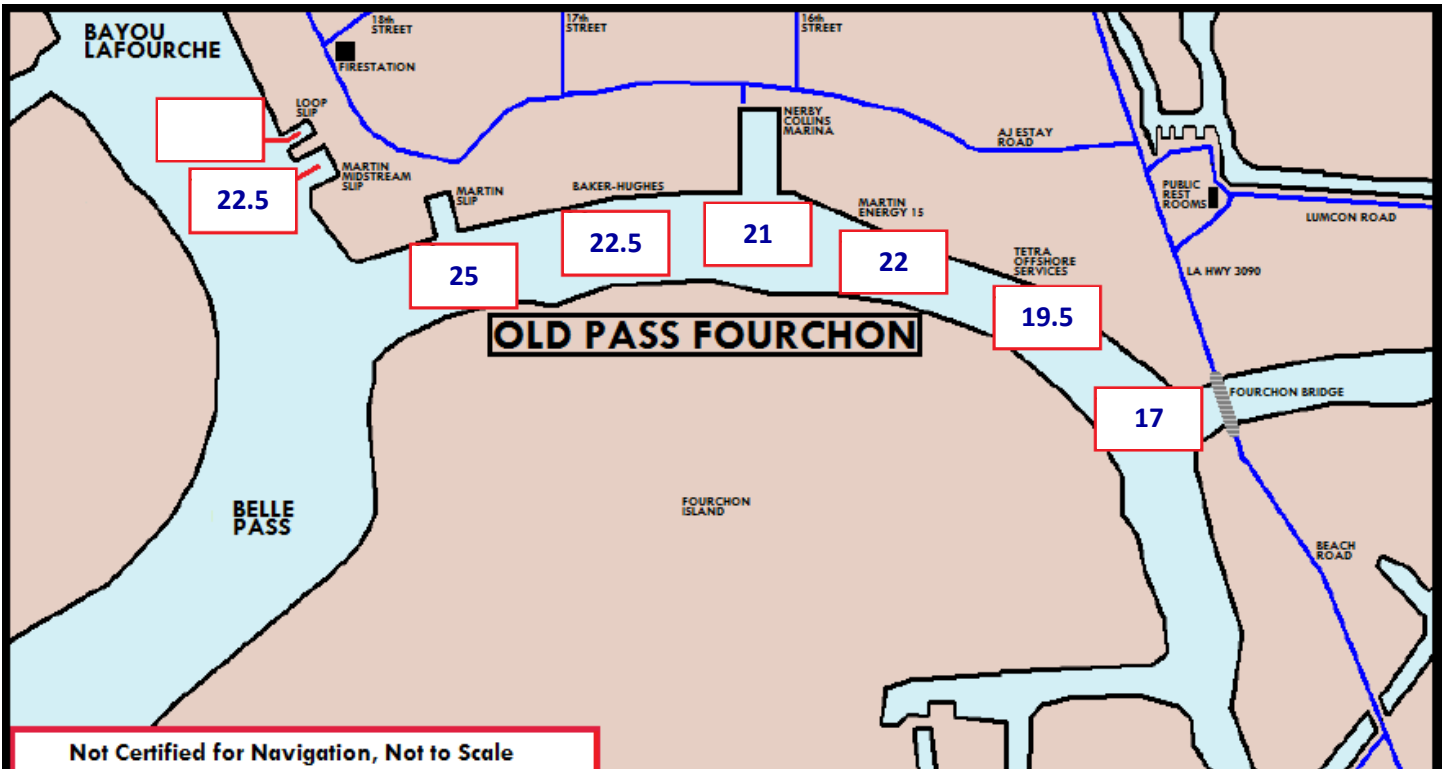 BAYOU
LAFOURCHE
18th
STREET
17th
STREET
16th
STREET
FIRESTATION
LOOP
SLIP
NERBY
COLLINS
MARINA
AJ ESTAY
ROAD
MARTIN
MIDSTREAM
SLIP
22.5
MARTIN
SLIP
BAKER-HUGHES
PUBLIC
REST
ROOMS
LUMCON ROAD
MARTIN
ENERGY 15
25
22.5
21
22
TETRA
OFFSHORE
SERVICES
LA HWY 3090
19.5
OLD PASS FOURCHON
17
FOURCHON BRIDGE
BELLE
PASS
FOURCHON
ISLAND
BEACH
ROAD
Not Certified for Navigation, Not to Scale